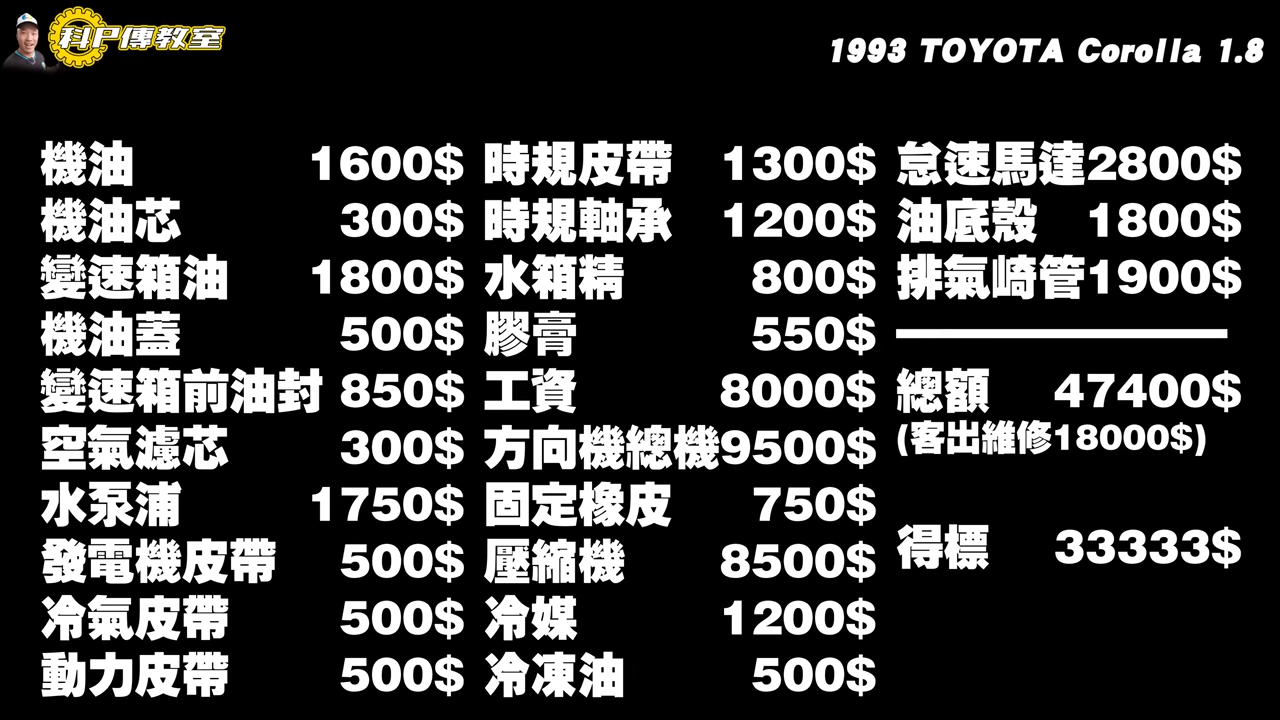 科P傳教室
1993 TOYOTA Corolla 1.8
機油 1600$
機油芯 300$
變速箱油 1800$
機油蓋 500$
變速箱前油封 850$
空氣濾芯 300$
水泵浦 1750$
發電機皮帶 500$
冷氣皮帶 500$
動力皮帶 500$
時規皮帶 1300$
時規軸承 1200$
水箱精 800$
膠膏 550$
工資 8000$
方向機總機9500$
固定橡皮 750$
壓縮機 8500$
冷媒 1200$
冷凍油 500$
怠速馬達2800$
油底殼 1800$
排氣崎管1900$
總額 47400$
(客出維修18000$)
得標 33333$